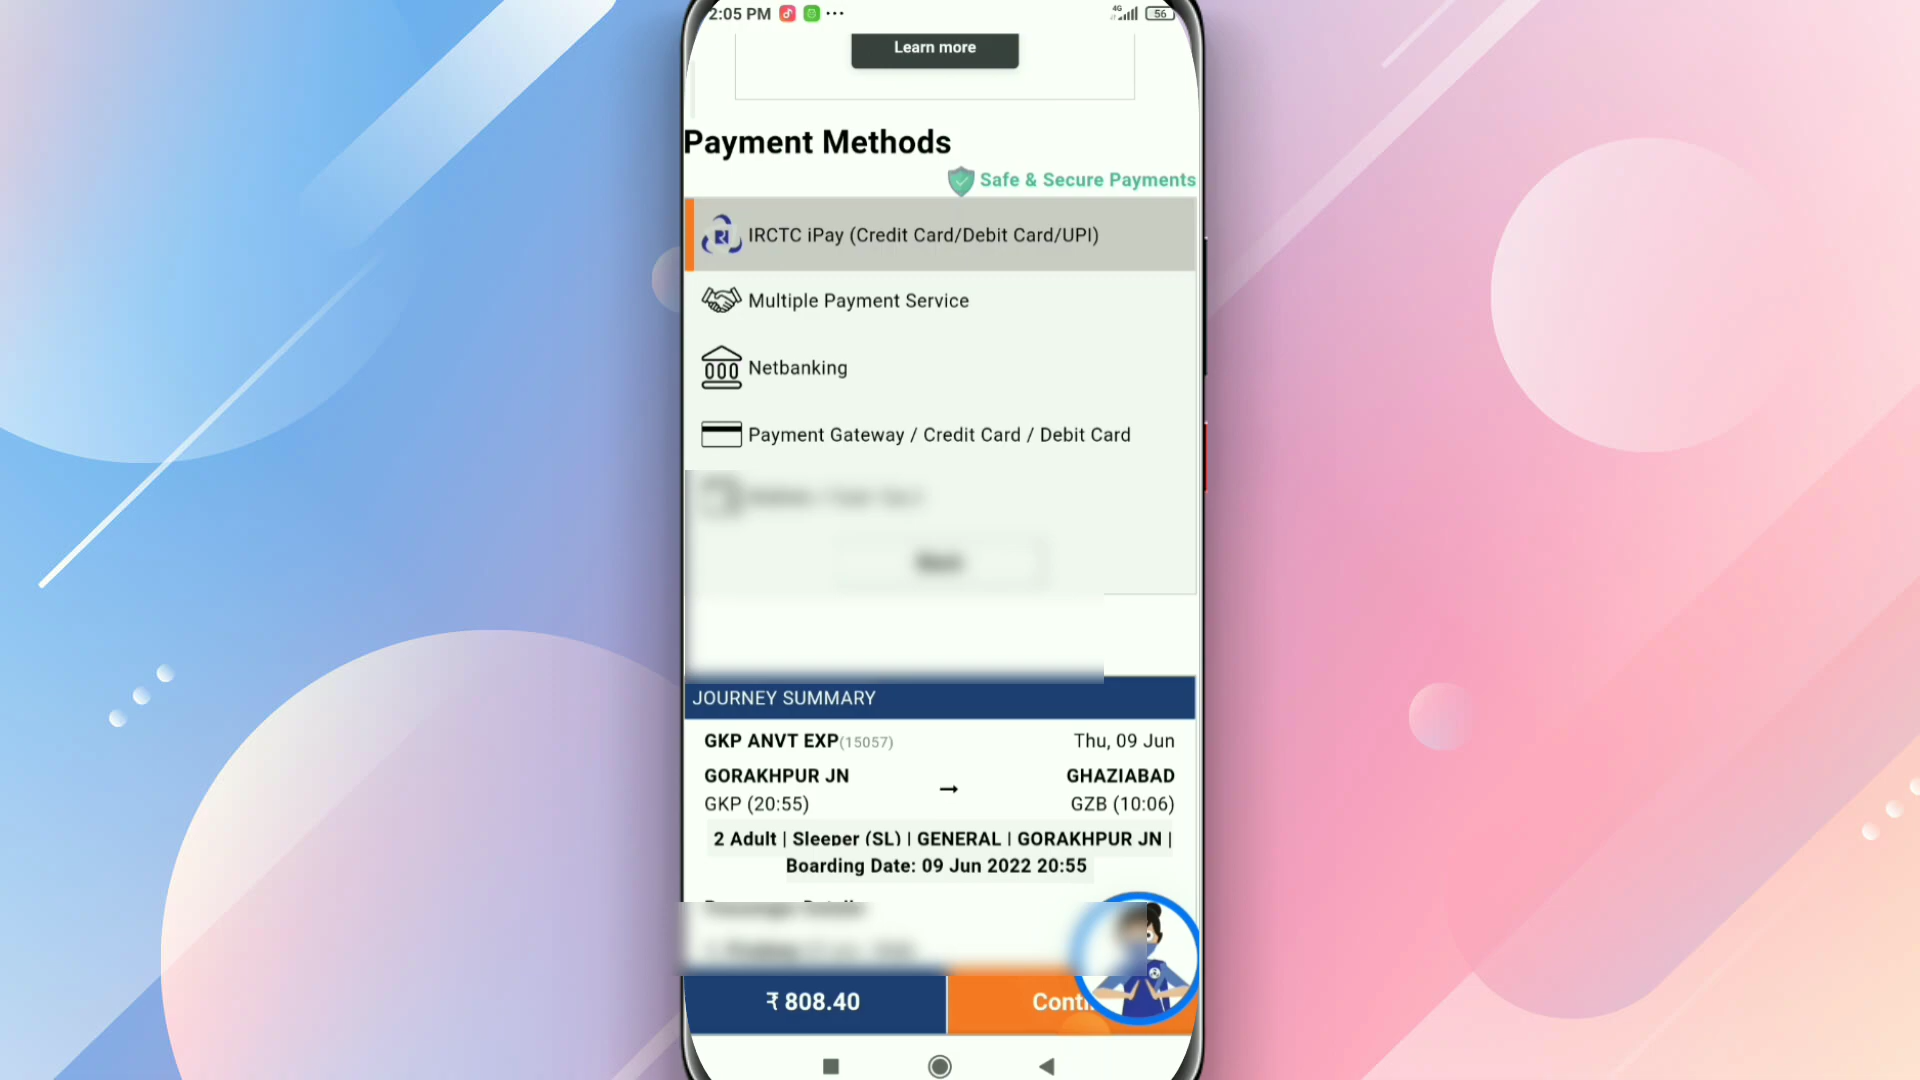 2:05 PM ••• 4G 56
Learn more
Payment Methods
Safe & Secure Payments
IRCTC iPay (Credit Card/Debit Card/UPI)
Multiple Payment Service
Netbanking
Payment Gateway / Credit Card / Debit Card
JOURNEY SUMMARY
GKP ANVT EXP(15057) Thu, 09 Jun
GORAKHPUR JN → GHAZIABAD
GKP (20:55) GZB (10:06)
2 Adult | Sleeper (SL) | GENERAL | GORAKHPUR JN |
Boarding Date: 09 Jun 2022 20:55
₹ 808.40